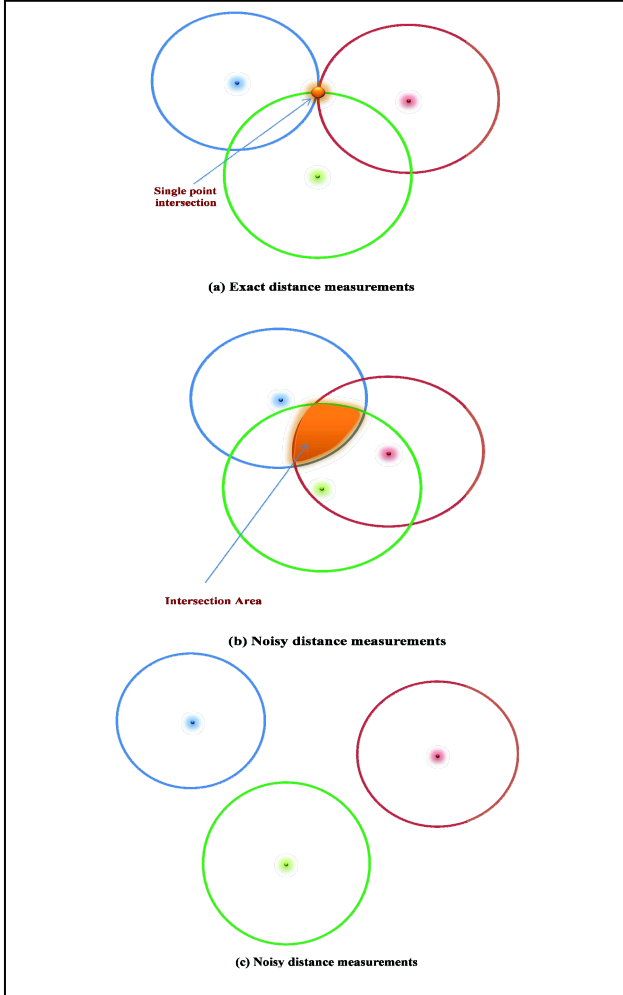 Single point
intersection
(a) Exact distance measurements
Intersection Area
(b) Noisy distance measurements
(c) Noisy distance measurements